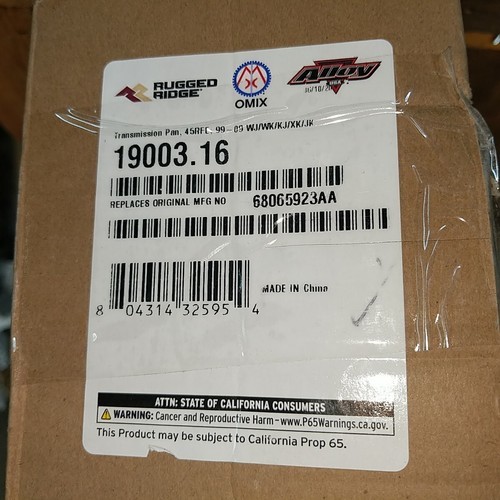 RUGGED
RIDGE®
OMIX
Alloy
USA
Transmission Pan, 45RFE, 99-09 WJ/WK/KJ/XK/JK
19003.16
REPLACES ORIGINAL MFG NO 68065923AA
MADE IN China
8 04314 32595 4
ATTN: STATE OF CALIFORNIA CONSUMERS
WARNING: Cancer and Reproductive Harm-www.P65Warnings.ca.gov.
This Product may be subject to California Prop 65.